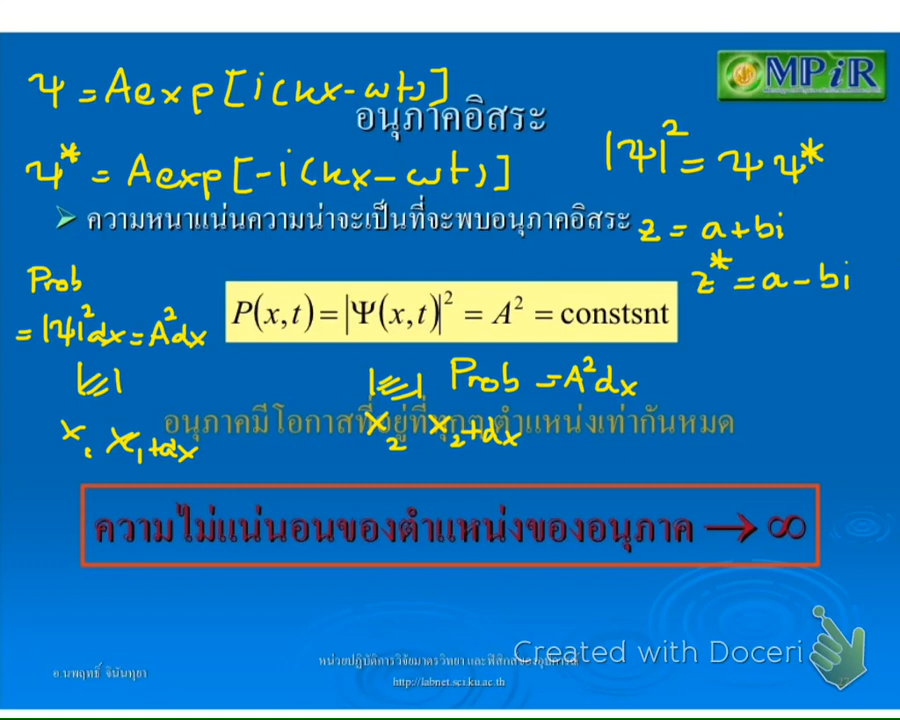 ψ = Aexp[i(kx-ωt)]
MPiR
อนุภาคอิสระ
ψ* = Aexp[-i(kx-ωt)]
|ψ|² = ψψ*
ความหนาแน่นความน่าจะเป็นที่จะพบอนุภาคอิสระ
z = a+bi
z* = a-bi
Prob
= |ψ|²dx = A²dx
P(x,t) = |Ψ(x,t)|² = A² = constsnt
Prob = A²dx
อนุภาคมีโอกาสที่อยู่ที่ทุกๆ ตำแหน่งเท่ากันหมด
x₁ x₁+dx
x₂ x₂+dx
ความไม่แน่นอนของตำแหน่งของอนุภาค → ∞
Created with Doceri
อ.นพฤทธิ์ จินันทุยา
หน่วยปฏิบัติการวิจัยมาตรวิทยา และฟิสิกส์ของอุปกรณ์
http://labnet.sci.ku.ac.th